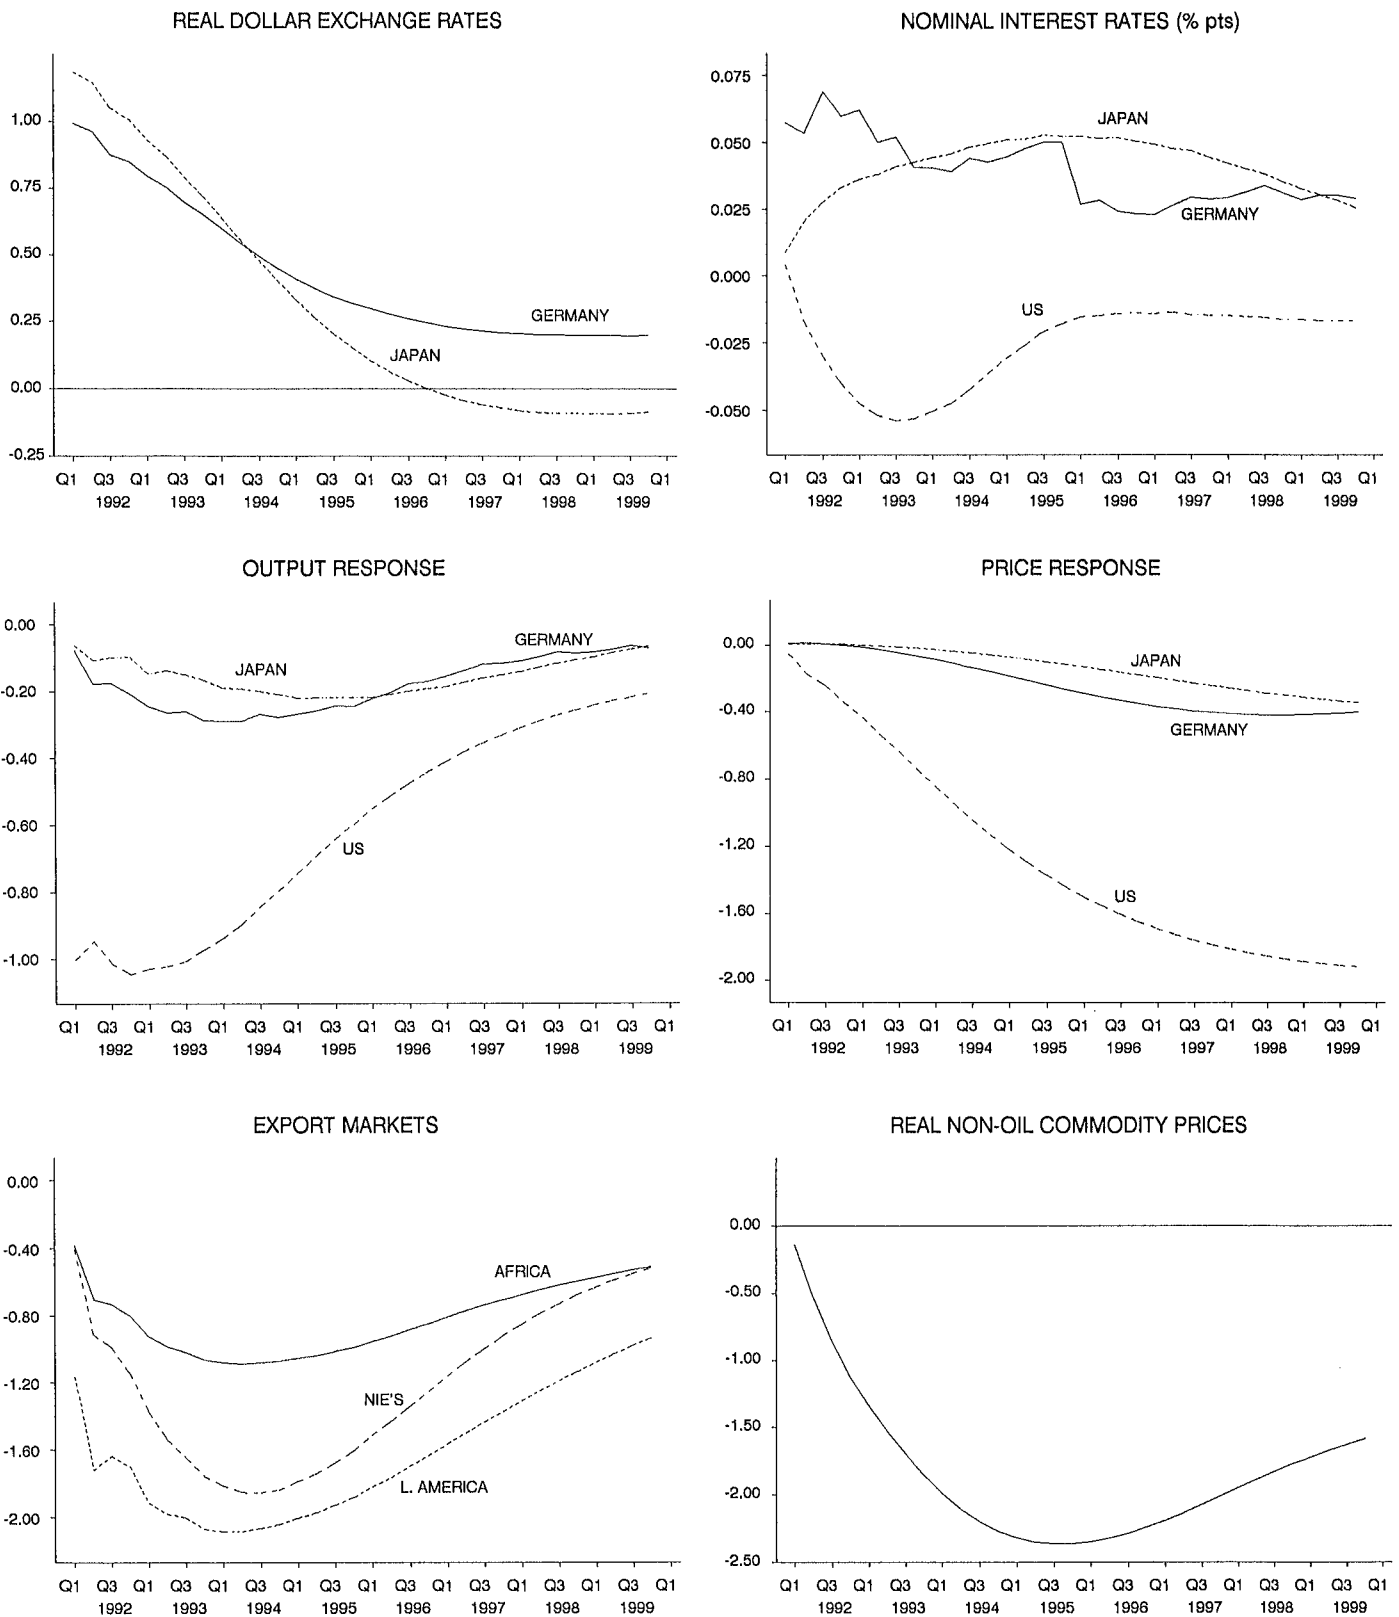 REAL DOLLAR EXCHANGE RATES
1.00
0.75
0.50
0.25
0.00
-0.25
GERMANY
JAPAN
Q1 Q3 Q1 Q3 Q1 Q3 Q1 Q3 Q1 Q3 Q1 Q3 Q1 Q3 Q1 Q3 Q1
1992 1993 1994 1995 1996 1997 1998 1999
NOMINAL INTEREST RATES (% pts)
0.075
0.050
0.025
0.000
-0.025
-0.050
JAPAN
GERMANY
US
Q1 Q3 Q1 Q3 Q1 Q3 Q1 Q3 Q1 Q3 Q1 Q3 Q1 Q3 Q1 Q3 Q1
1992 1993 1994 1995 1996 1997 1998 1999
OUTPUT RESPONSE
0.00
-0.20
-0.40
-0.60
-0.80
-1.00
GERMANY
JAPAN
US
Q1 Q3 Q1 Q3 Q1 Q3 Q1 Q3 Q1 Q3 Q1 Q3 Q1 Q3 Q1 Q3 Q1
1992 1993 1994 1995 1996 1997 1998 1999
PRICE RESPONSE
0.00
-0.40
-0.80
-1.20
-1.60
-2.00
JAPAN
GERMANY
US
Q1 Q3 Q1 Q3 Q1 Q3 Q1 Q3 Q1 Q3 Q1 Q3 Q1 Q3 Q1 Q3 Q1
1992 1993 1994 1995 1996 1997 1998 1999
EXPORT MARKETS
0.00
-0.40
-0.80
-1.20
-1.60
-2.00
AFRICA
NIE'S
L. AMERICA
Q1 Q3 Q1 Q3 Q1 Q3 Q1 Q3 Q1 Q3 Q1 Q3 Q1 Q3 Q1 Q3 Q1
1992 1993 1994 1995 1996 1997 1998 1999
REAL NON-OIL COMMODITY PRICES
0.00
-0.50
-1.00
-1.50
-2.00
-2.50
Q1 Q3 Q1 Q3 Q1 Q3 Q1 Q3 Q1 Q3 Q1 Q3 Q1 Q3 Q1 Q3 Q1
1992 1993 1994 1995 1996 1997 1998 1999